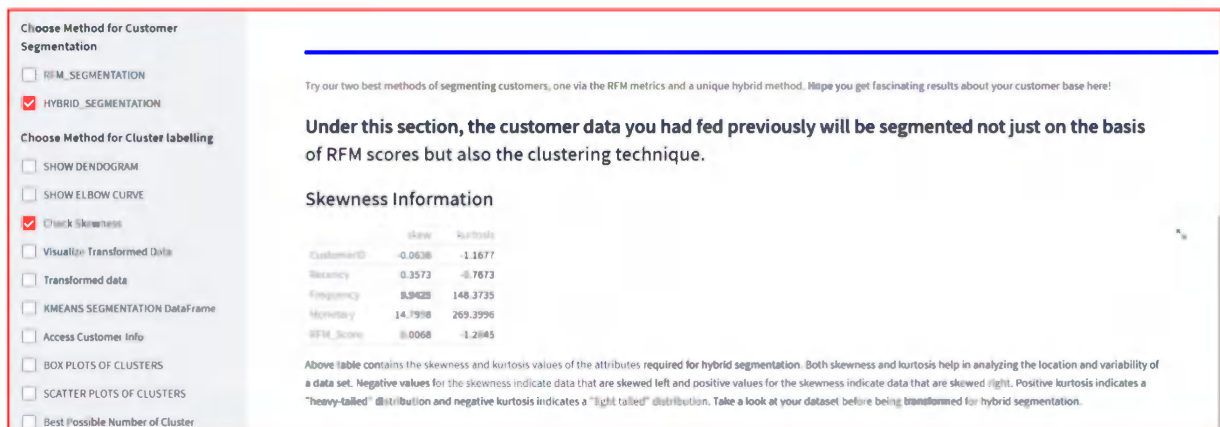 Choose Method for Customer
Segmentation
RFM_SEGMENTATION
HYBRID_SEGMENTATION
Choose Method for Cluster labelling
SHOW DENDOGRAM
SHOW ELBOW CURVE
Check Skewness
Visualize Transformed Data
Transformed data
KMEANS SEGMENTATION DataFrame
Access Customer Info
BOX PLOTS OF CLUSTERS
SCATTER PLOTS OF CLUSTERS
Best Possible Number of Cluster
Try our two best methods of segmenting customers, one via the RFM metrics and a unique hybrid method. Hope you get fascinating results about your customer base here!
Under this section, the customer data you had fed previously will be segmented not just on the basis
of RFM scores but also the clustering technique.
Skewness Information
skew kurtosis
CustomerID -0.0638 -1.1677
Recency 0.3573 -0.7673
Frequency 9.9425 148.3735
Monetary 14.7998 269.3996
RFM_Score 0.0068
Above table contains the skewness and kurtosis values of the attributes required for hybrid segmentation. Both skewness and kurtosis help in analyzing the location and variability of
a data set. Negative values for the skewness indicate data that are skewed left and positive values for the skewness indicate data that are skewed right. Positive kurtosis indicates a
"heavy-tailed" distribution and negative kurtosis indicates a "light tailed" distribution. Take a look at your dataset before being transformed for hybrid segmentation.